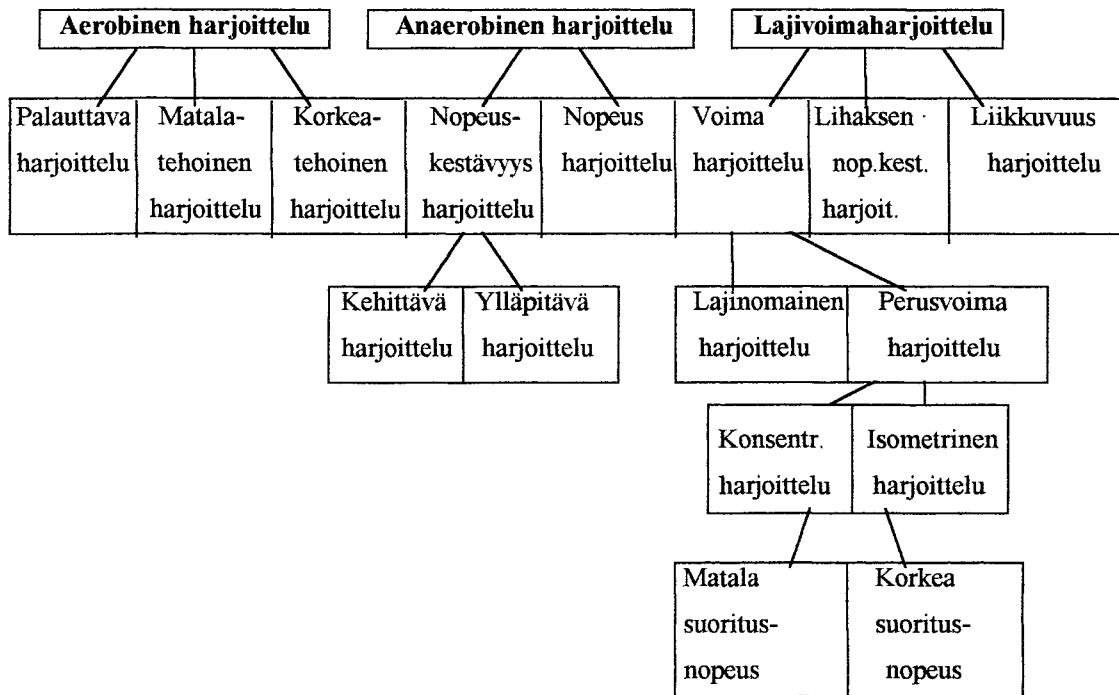 Aerobinen harjoittelu
Anaerobinen harjoittelu
Lajivoimaharjoittelu
Palauttava
harjoittelu
Matala-
tehoinen
harjoittelu
Korkea-
tehoinen
harjoittelu
Nopeus-
kestävyys
harjoittelu
Nopeus
harjoittelu
Voima
harjoittelu
Lihaksen
nop.kest.
harjoit.
Liikkuvuus
harjoittelu
Kehittävä
harjoittelu
Ylläpitävä
harjoittelu
Lajinomainen
harjoittelu
Perusvoima
harjoittelu
Konsentr.
harjoittelu
Isometrinen
harjoittelu
Matala
suoritus-
nopeus
Korkea
suoritus-
nopeus